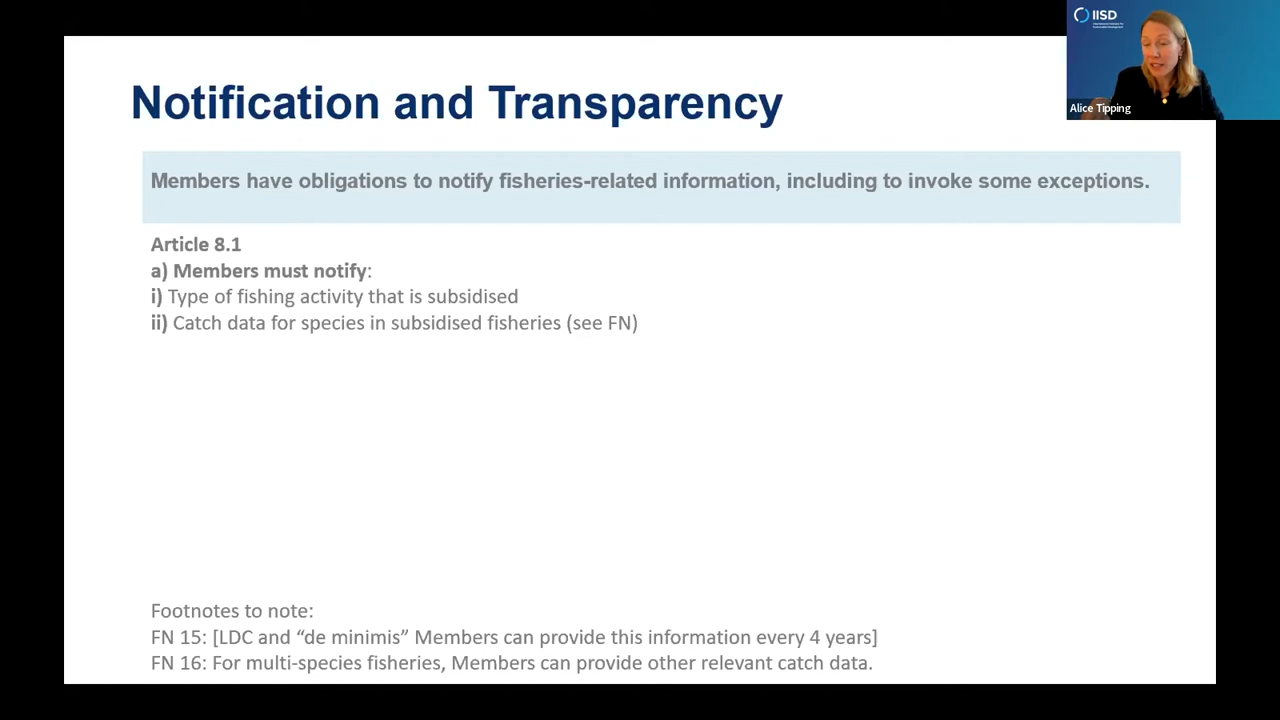 IISD
Alice Tipping
Notification and Transparency
Members have obligations to notify fisheries-related information, including to invoke some exceptions.
Article 8.1
a) Members must notify:
i) Type of fishing activity that is subsidised
ii) Catch data for species in subsidised fisheries (see FN)
Footnotes to note:
FN 15: [LDC and “de minimis” Members can provide this information every 4 years]
FN 16: For multi-species fisheries, Members can provide other relevant catch data.